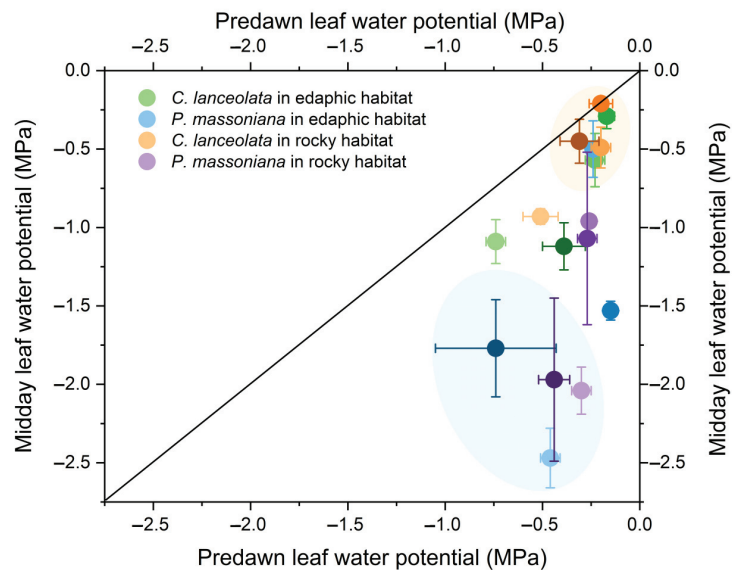 Predawn leaf water potential (MPa)
–2.5 –2.0 –1.5 –1.0 –0.5 0.0
0.0 0.0
–0.5 –0.5
–1.0 –1.0
–1.5 –1.5
–2.0 –2.0
–2.5 –2.5
Midday leaf water potential (MPa)
C. lanceolata in edaphic habitat
P. massoniana in edaphic habitat
C. lanceolata in rocky habitat
P. massoniana in rocky habitat
Midday leaf water potential (MPa)
–2.5 –2.0 –1.5 –1.0 –0.5 0.0
Predawn leaf water potential (MPa)